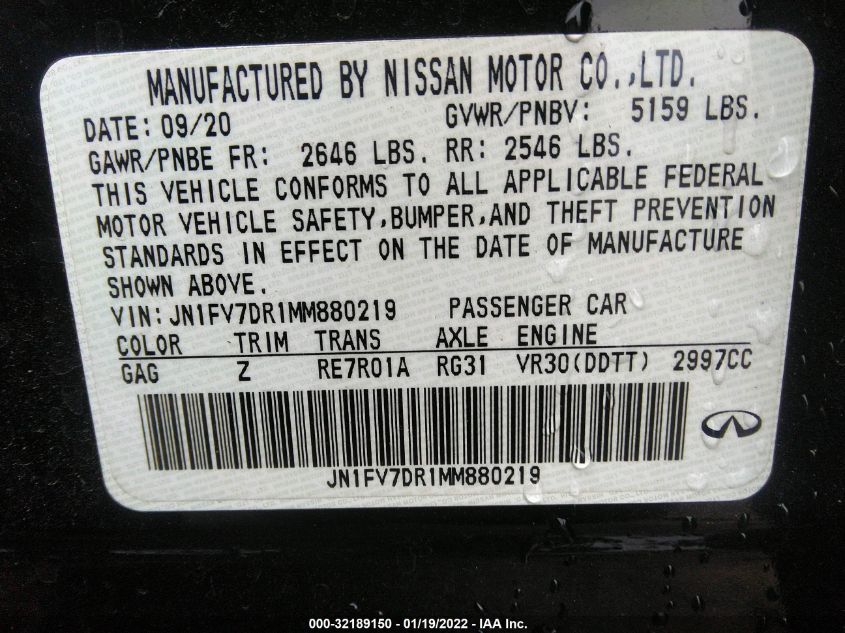 MANUFACTURED BY NISSAN MOTOR CO.,LTD.
DATE: 09/20 GVWR/PNBV: 5159 LBS.
GAWR/PNBE FR: 2646 LBS. RR: 2546 LBS.
THIS VEHICLE CONFORMS TO ALL APPLICABLE FEDERAL
MOTOR VEHICLE SAFETY,BUMPER,AND THEFT PREVENTION
STANDARDS IN EFFECT ON THE DATE OF MANUFACTURE
SHOWN ABOVE.
VIN: JN1FV7DR1MM880219 PASSENGER CAR
COLOR TRIM TRANS AXLE ENGINE
GAG Z RE7R01A RG31 VR30(DDTT) 2997CC
JN1FV7DR1MM880219
000-32189150 - 01/19/2022 - IAA Inc.